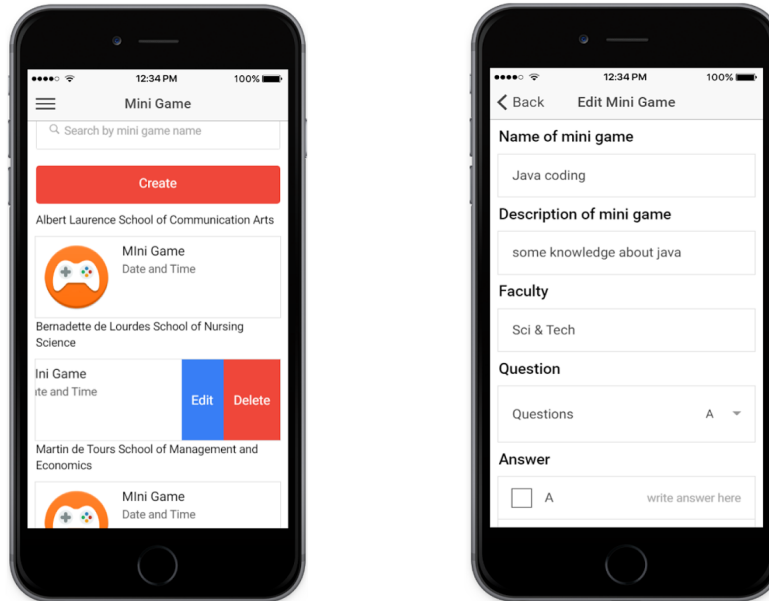 12:34 PM
100%
Mini Game
Search by mini game name
Create
Albert Laurence School of Communication Arts
MIni Game
Date and Time
Bernadette de Lourdes School of Nursing
Science
Ini Game
te and Time
Edit
Delete
Martin de Tours School of Management and
Economics
MIni Game
Date and Time
12:34 PM
100%
Back
Edit Mini Game
Name of mini game
Java coding
Description of mini game
some knowledge about java
Faculty
Sci & Tech
Question
Questions A
Answer
A write answer here